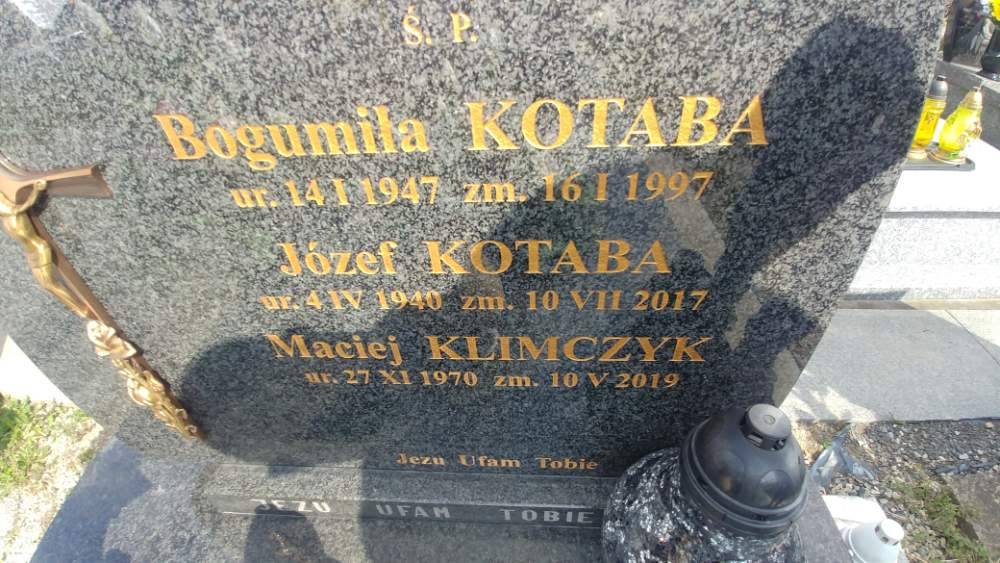 Ś. P.
Bogumiła KOTABA
ur. 14 I 1947 zm. 16 I 1997
Józef KOTABA
ur. 4 IV 1940 zm. 10 VII 2017
Maciej KLIMCZYK
ur. 27 XI 1970 zm. 10 V 2019
Jezu Ufam Tobie
JEZU UFAM TOBIE